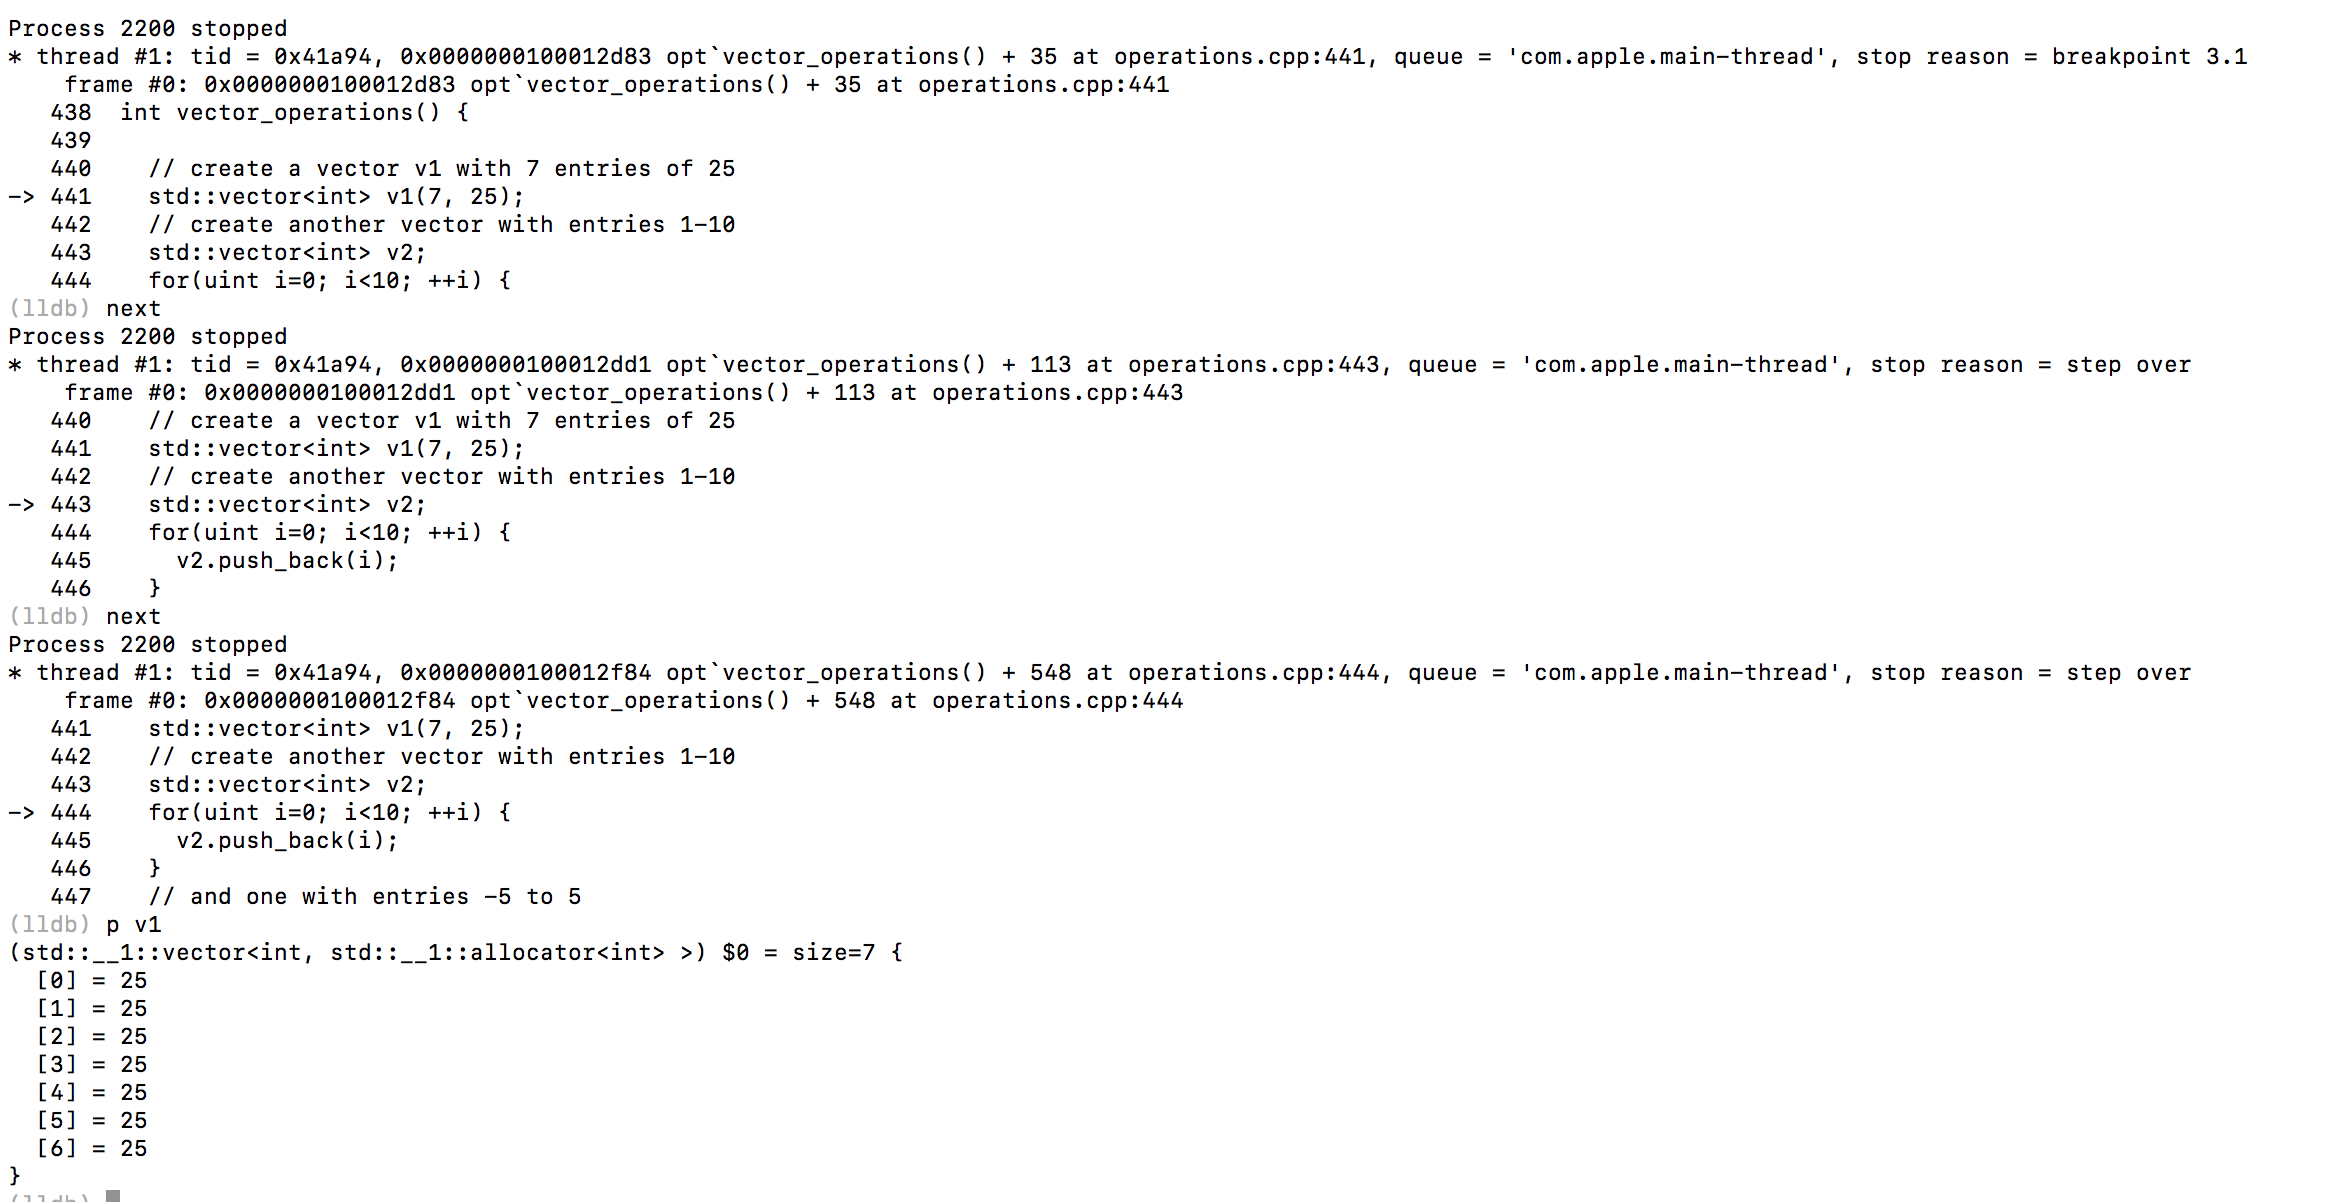 Process 2200 stopped
* thread #1: tid = 0x41a94, 0x0000000100012d83 opt`vector_operations() + 35 at operations.cpp:441, queue = 'com.apple.main-thread', stop reason = breakpoint 3.1
    frame #0: 0x0000000100012d83 opt`vector_operations() + 35 at operations.cpp:441
   438  int vector_operations() {
   439
   440    // create a vector v1 with 7 entries of 25
-> 441    std::vector<int> v1(7, 25);
   442    // create another vector with entries 1-10
   443    std::vector<int> v2;
   444    for(uint i=0; i<10; ++i) {
(lldb) next
Process 2200 stopped
* thread #1: tid = 0x41a94, 0x0000000100012dd1 opt`vector_operations() + 113 at operations.cpp:443, queue = 'com.apple.main-thread', stop reason = step over
    frame #0: 0x0000000100012dd1 opt`vector_operations() + 113 at operations.cpp:443
   440    // create a vector v1 with 7 entries of 25
   441    std::vector<int> v1(7, 25);
   442    // create another vector with entries 1-10
-> 443    std::vector<int> v2;
   444    for(uint i=0; i<10; ++i) {
   445      v2.push_back(i);
   446    }
(lldb) next
Process 2200 stopped
* thread #1: tid = 0x41a94, 0x0000000100012f84 opt`vector_operations() + 548 at operations.cpp:444, queue = 'com.apple.main-thread', stop reason = step over
    frame #0: 0x0000000100012f84 opt`vector_operations() + 548 at operations.cpp:444
   441    std::vector<int> v1(7, 25);
   442    // create another vector with entries 1-10
   443    std::vector<int> v2;
-> 444    for(uint i=0; i<10; ++i) {
   445      v2.push_back(i);
   446    }
   447    // and one with entries -5 to 5
(lldb) p v1
(std::__1::vector<int, std::__1::allocator<int> >) $0 = size=7 {
  [0] = 25
  [1] = 25
  [2] = 25
  [3] = 25
  [4] = 25
  [5] = 25
  [6] = 25
}
(lldb)